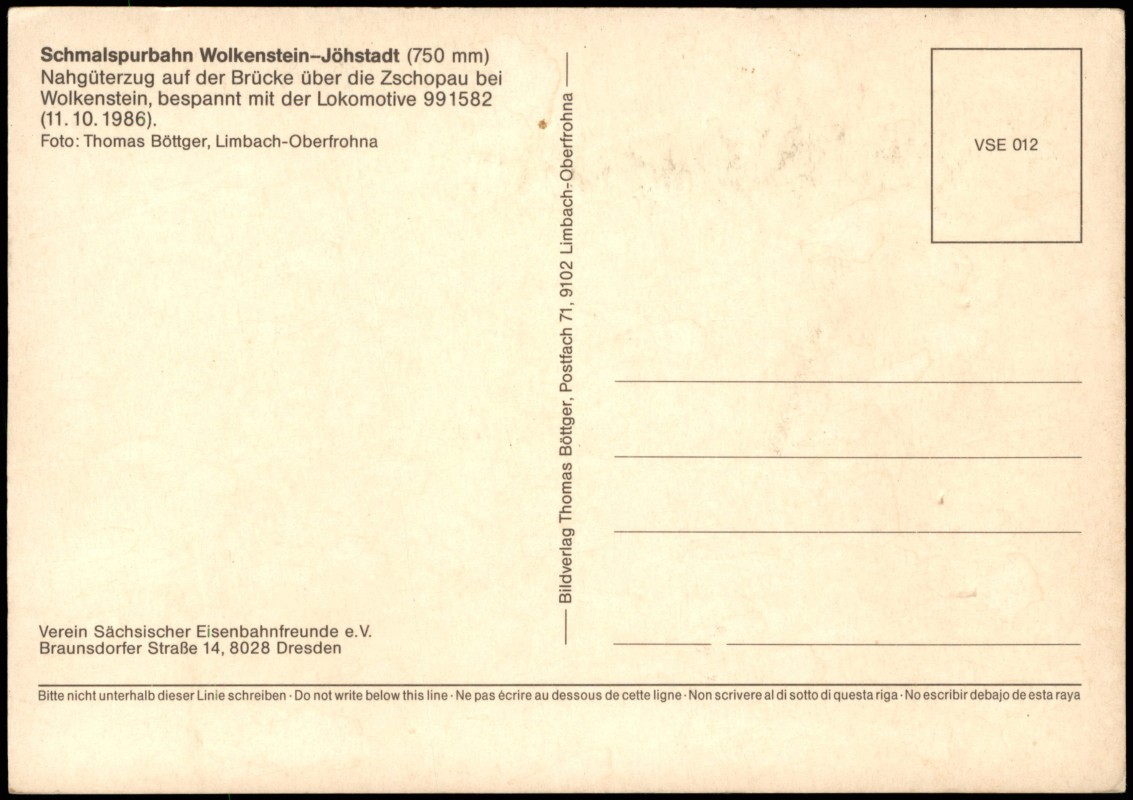 Schmalspurbahn Wolkenstein–Jöhstadt (750 mm)
Nahgüterzug auf der Brücke über die Zschopau bei
Wolkenstein, bespannt mit der Lokomotive 991582
(11. 10. 1986).
Foto: Thomas Böttger, Limbach-Oberfrohna
Bildverlag Thomas Böttger, Postfach 71, 9102 Limbach-Oberfrohna
VSE 012
Verein Sächsischer Eisenbahnfreunde e.V.
Braunsdorfer Straße 14, 8028 Dresden
Bitte nicht unterhalb dieser Linie schreiben · Do not write below this line · Ne pas écrire au dessous de cette ligne · Non scrivere al di sotto di questa riga · No escribir debajo de esta raya